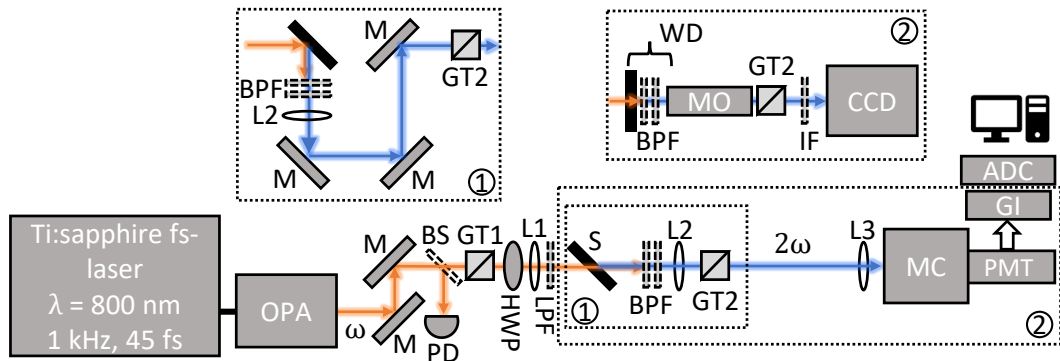 M
GT2
BPF
L2
M
M
①
②
WD
GT2
MO
CCD
BPF
IF
ADC
GI
Ti:sapphire fs-
laser
λ = 800 nm
1 kHz, 45 fs
OPA
ω
M
M
BS
PD
GT1
HWP
L1
LPF
S
BPF
L2
GT2
①
2ω
L3
MC
PMT
②